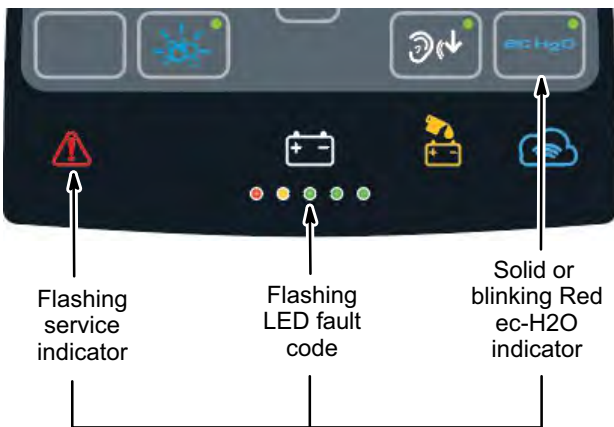 ec-H2O
Flashing
service
indicator
Flashing
LED fault
code
Solid or
blinking Red
ec-H2O
indicator